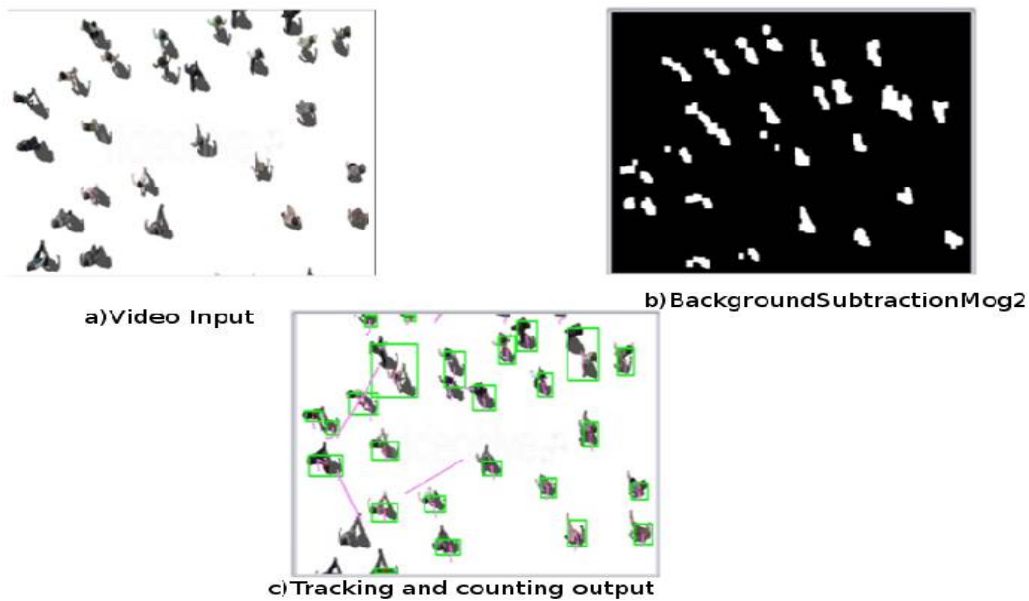 a)Video Input
b)BackgroundSubtractionMog2
c)Tracking and counting output